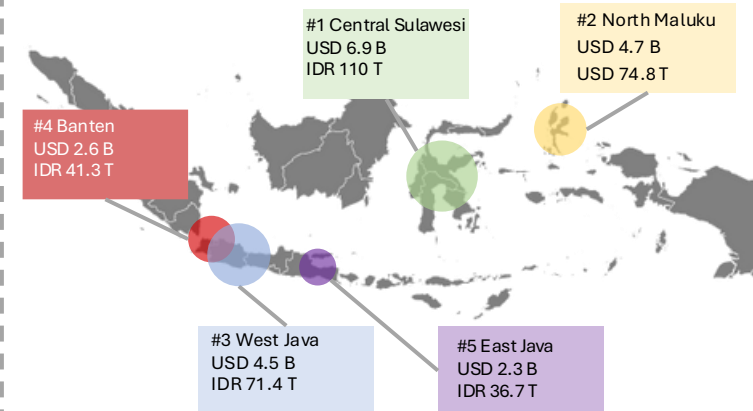 #1 Central Sulawesi
USD 6.9 B
IDR 110 T
#2 North Maluku
USD 4.7 B
USD 74.8 T
#4 Banten
USD 2.6 B
IDR 41.3 T
#3 West Java
USD 4.5 B
IDR 71.4 T
#5 East Java
USD 2.3 B
IDR 36.7 T